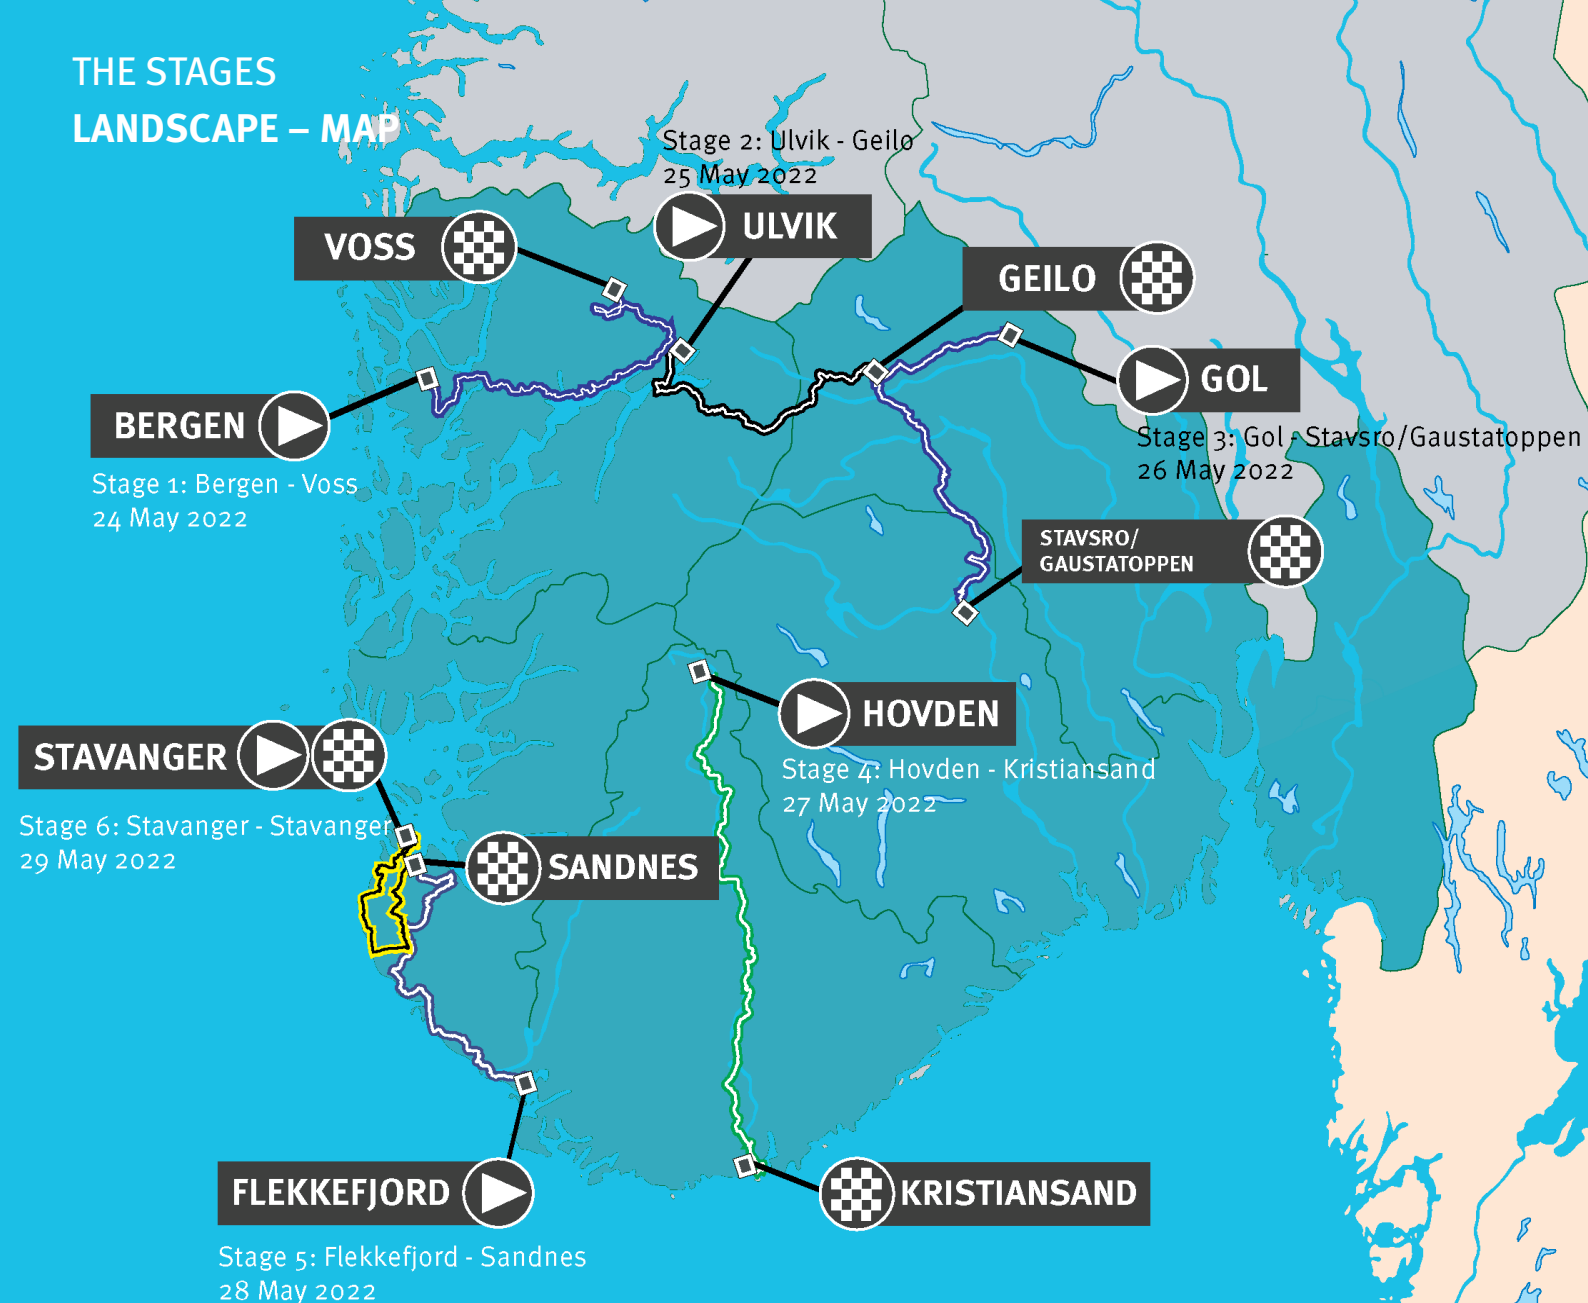 THE STAGES
LANDSCAPE – MAP
Stage 2: Ulvik - Geilo
25 May 2022
ULVIK
VOSS
GEILO
GOL
Stage 3: Gol - Stavsro/Gaustatoppen
26 May 2022
BERGEN
Stage 1: Bergen - Voss
24 May 2022
STAVSRO/
GAUSTATOPPEN
HOVDEN
Stage 4: Hovden - Kristiansand
27 May 2022
STAVANGER
Stage 6: Stavanger - Stavanger
29 May 2022
SANDNES
FLEKKEFJORD
Stage 5: Flekkefjord - Sandnes
28 May 2022
KRISTIANSAND